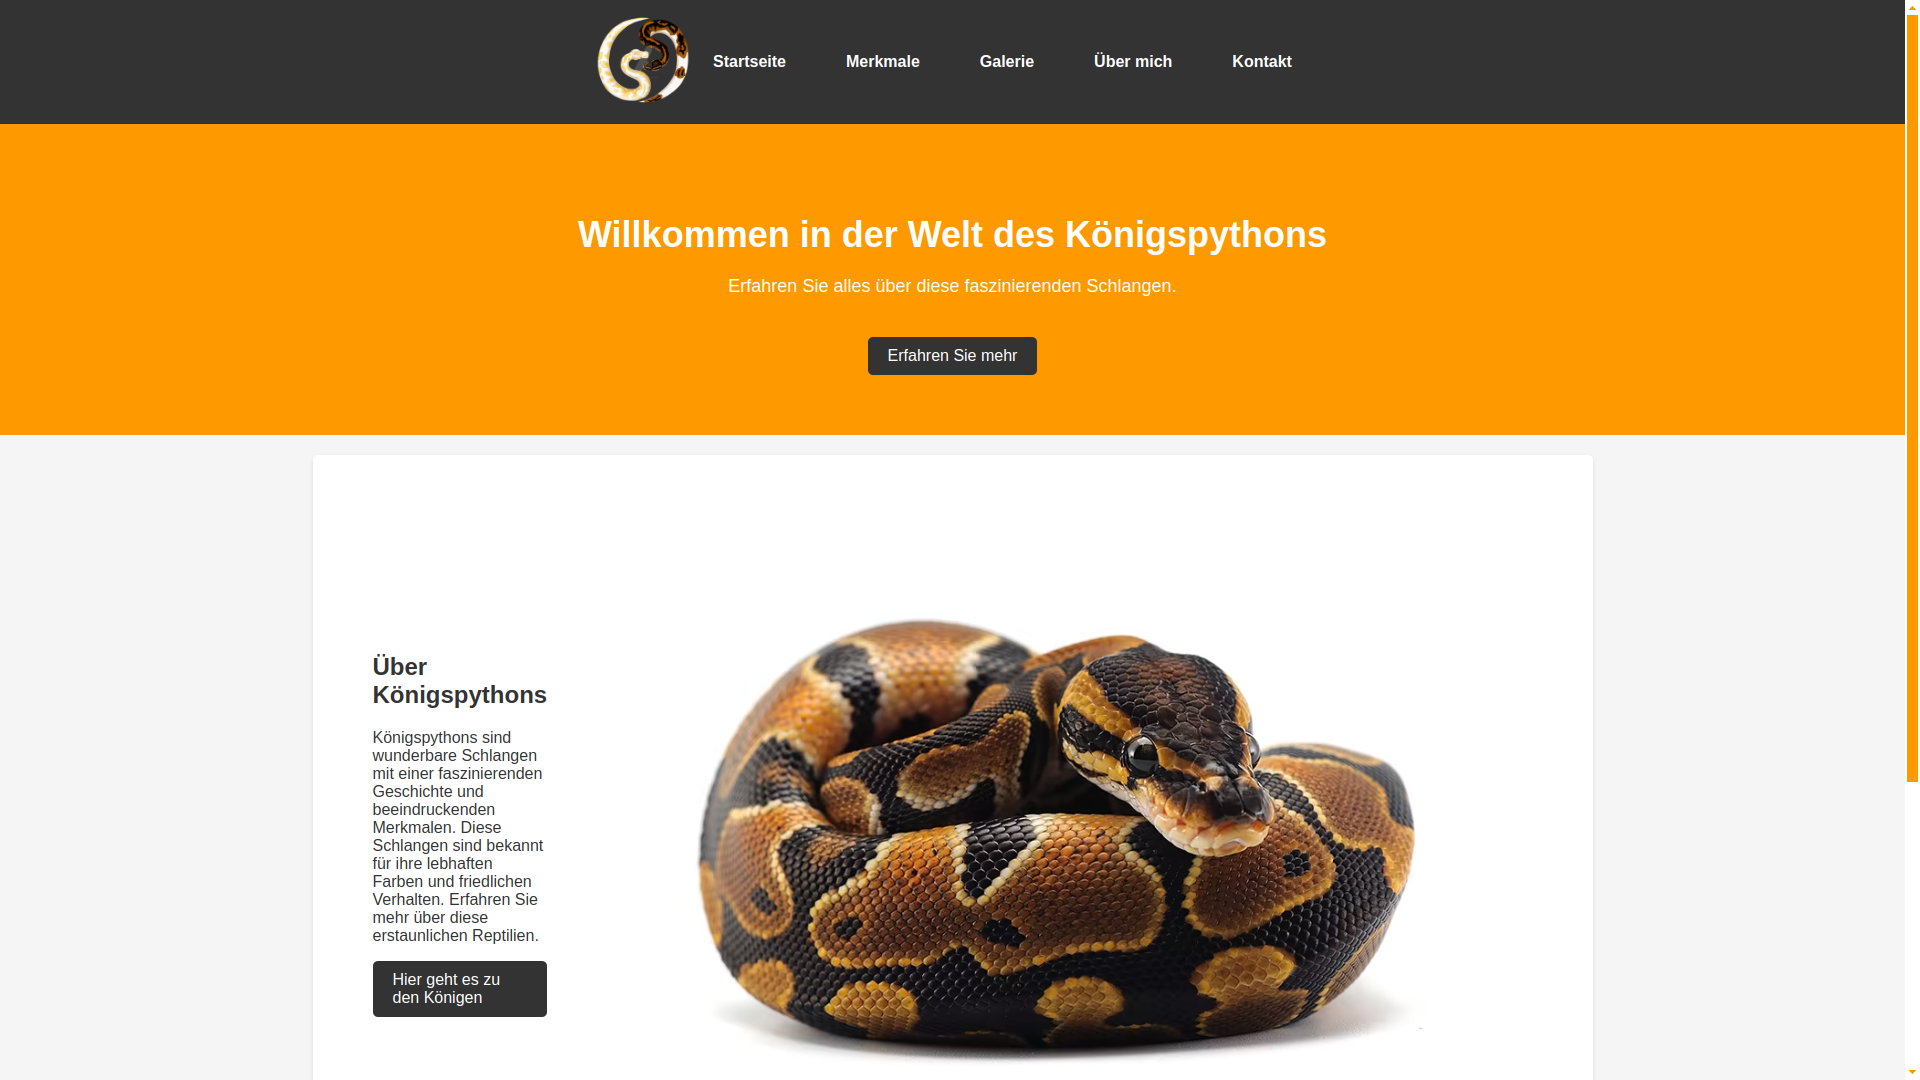 Startseite
Merkmale
Galerie
Über mich
Kontakt
Willkommen in der Welt des Königspythons
Erfahren Sie alles über diese faszinierenden Schlangen.
Erfahren Sie mehr
Über
Königspythons
Königspythons sind
wunderbare Schlangen
mit einer faszinierenden
Geschichte und
beeindruckenden
Merkmalen. Diese
Schlangen sind bekannt
für ihre lebhaften
Farben und friedlichen
Verhalten. Erfahren Sie
mehr über diese
erstaunlichen Reptilien.
Hier geht es zu
den Königen